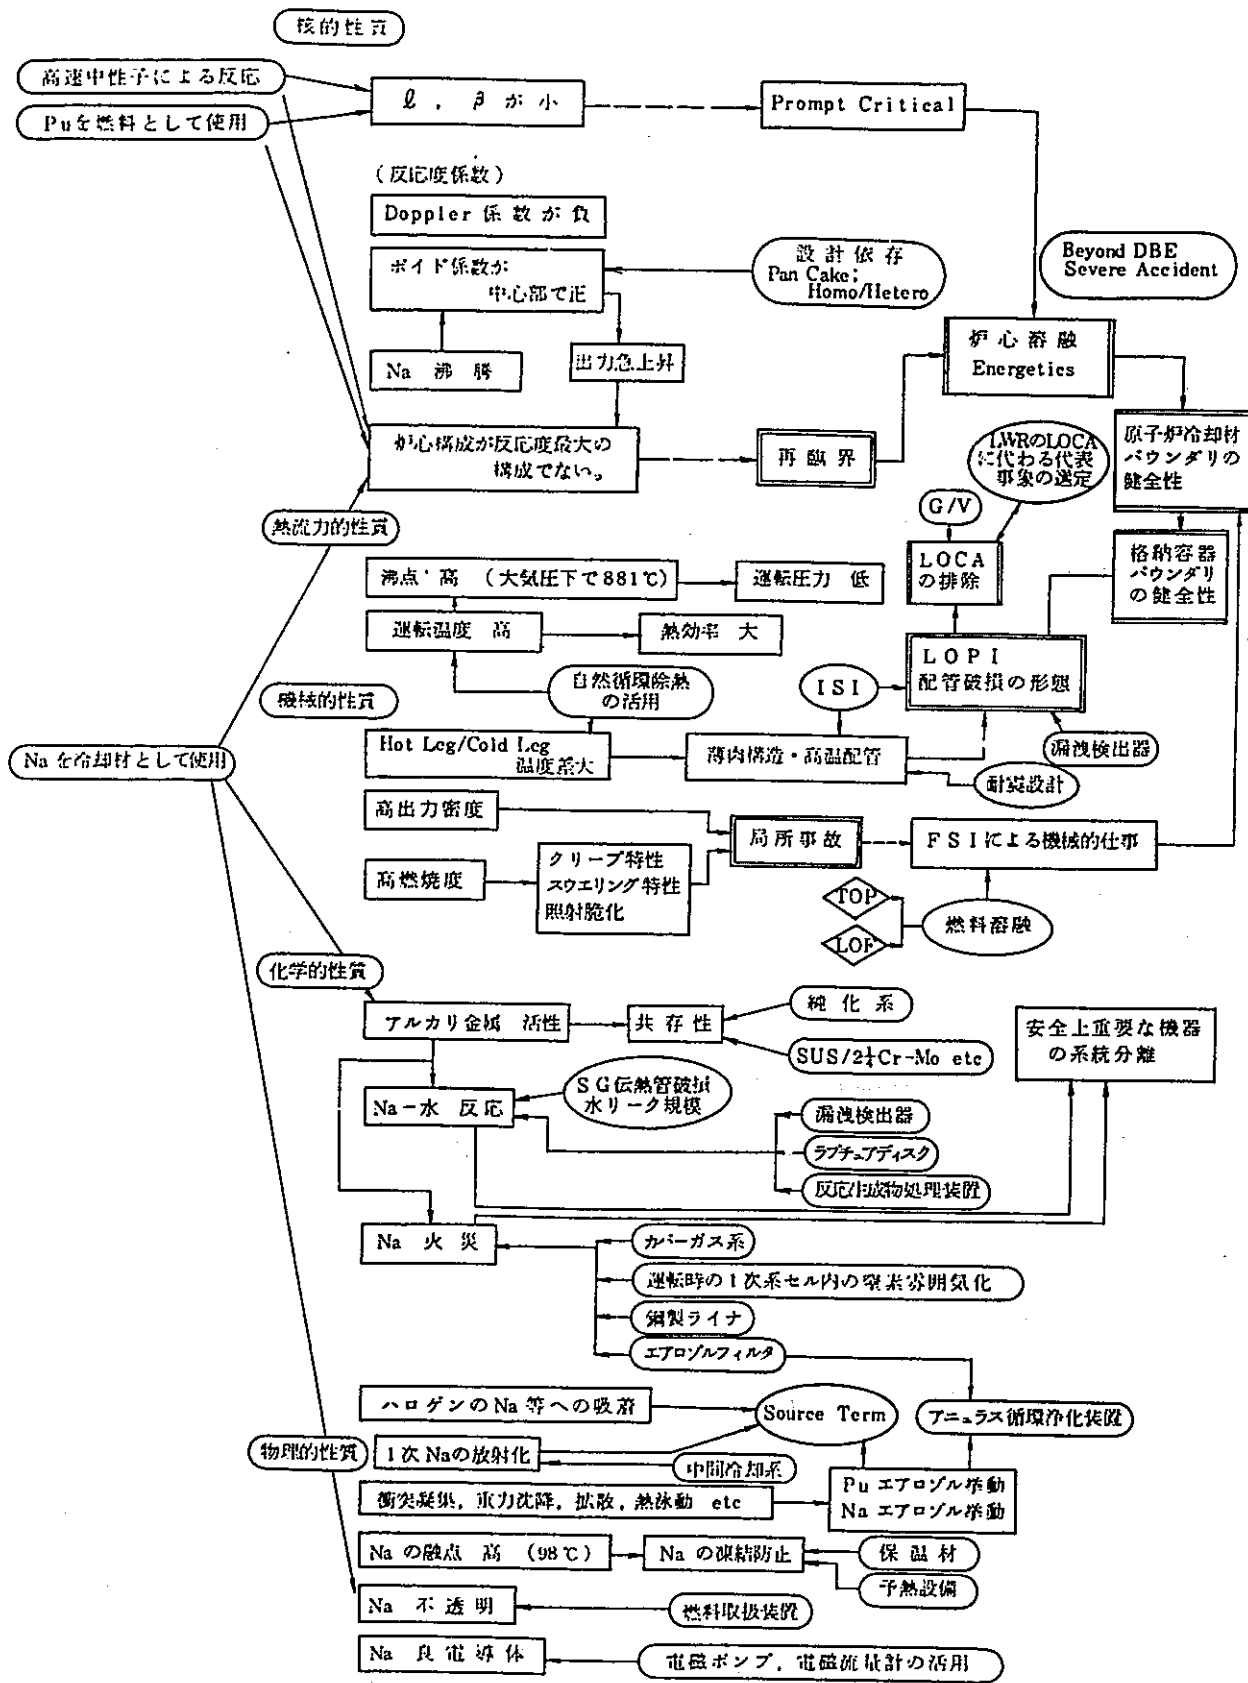 核的性質
高速中性子による反応
Puを燃料として使用
ℓ , β が 小
Prompt Critical
(反応度係数)
Doppler 係 数 が 負
ボイド係数が
中心部で正
設 計 依 存
Pan Cake;
Homo/Hetero
Beyond DBE
Severe Accident
Na 沸 騰
出力急上昇
炉 心 溶 融
Energetics
炉心構成が反応度最大の
構成でない。
再 臨 界
LWRのLOCA
に代わる代表
事象の選定
原子炉冷却材
バウンダリの
健全性
熱流力的性質
G/V
沸点 高 (大気圧下で881℃)
運転圧力 低
LOCA
の排除
格納容器
バウンダリ
の健全性
運転温度 高
熱効率 大
LOPI
配管破損の形態
機械的性質
自然循環除熱
の活用
ISI
Hot Leg/Cold Leg
温度差大
薄肉構造・高温配管
漏洩検出器
Naを冷却材として使用
耐震設計
高出力密度
局所事故
FSIによる機械的仕事
高燃焼度
クリープ特性
スウエリング特性
照射脆化
TOP
LOF
燃料溶融
化学的性質
アルカリ金属 活性
共 存 性
純 化 系
SUS/2¼Cr-Mo etc
安全上重要な機器
の系統分離
Na-水 反応
SG伝熱管破損
水リーク規模
漏洩検出器
ラプチュアディスク
反応生成物処理装置
Na 火 災
カバーガス系
運転時の1次系セル内の窒素雰囲気化
鋼製ライナ
エアロゾルフィルタ
ハロゲンのNa等への吸着
Source Term
アニュラス循環浄化装置
物理的性質
1次Naの放射化
中間冷却系
衝突凝集, 重力沈降, 拡散, 熱泳動 etc
Pu エアロゾル挙動
Na エアロゾル挙動
Naの融点 高 (98℃)
Naの凍結防止
保 温 材
予熱設備
Na 不 透 明
燃料取扱装置
Na 良 電 導 体
電磁ポンプ, 電磁流量計の活用